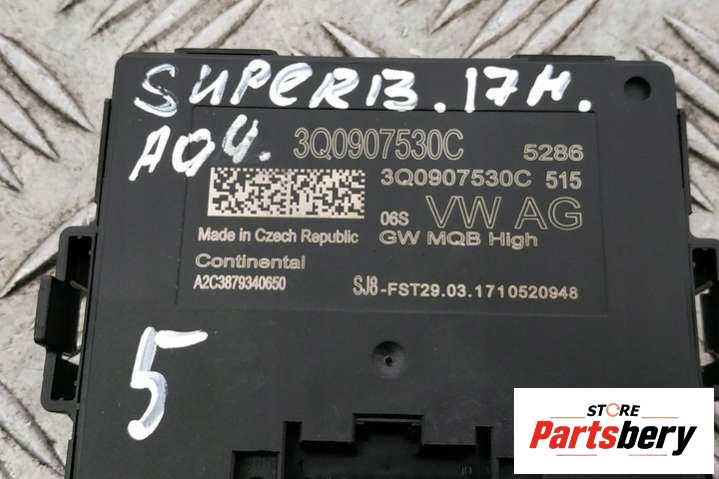 SUPERB. 17M.
AQ4.
3Q0907530C 5286
3Q0907530C 515
06S VW AG
Made in Czech Republic GW MQB High
Continental
A2C3879340650 SJ8-FST29.03.1710520948
5
STORE
Partsbery